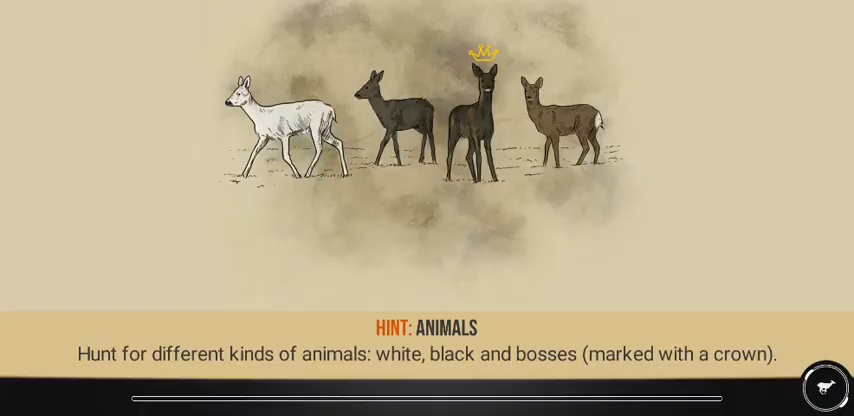 HINT: ANIMALS
Hunt for different kinds of animals: white, black and bosses (marked with a crown).